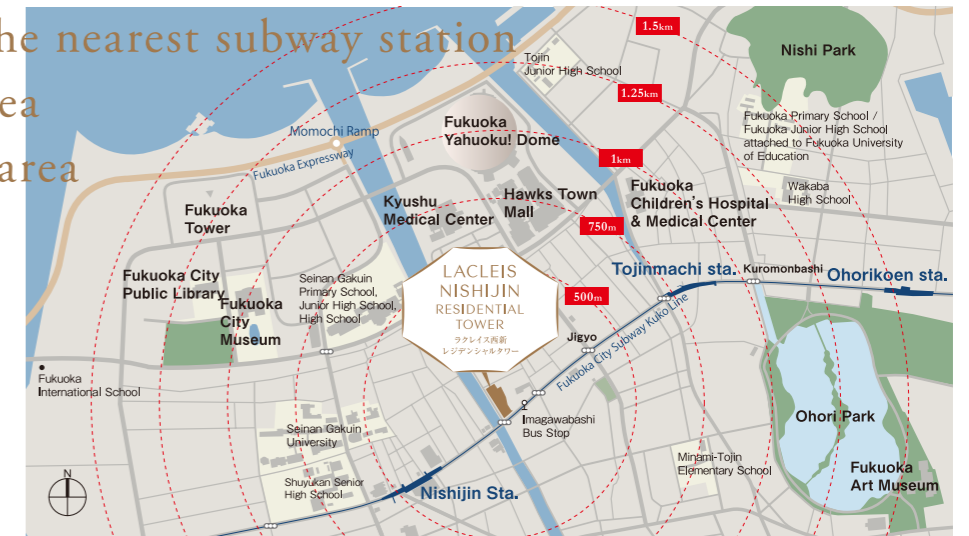 he nearest subway station
ea
area
1.5km
Nishi Park
Tojin
Junior High School
1.25km
Fukuoka
Yahuoku! Dome
Fukuoka Primary School /
Fukuoka Junior High School
attached to Fukuoka University
of Education
Momochi Ramp
Fukuoka Expressway
1km
Kyushu
Medical Center
Hawks Town
Mall
Fukuoka
Children's Hospital
& Medical Center
Wakaba
High School
Fukuoka
Tower
750m
LACLEIS
NISHIJIN
RESIDENTIAL
TOWER
ラクレイス西新
レジデンシャルタワー
Tojinmachi sta.
Kuromonbashi
Ohorikoen sta.
Fukuoka City
Public Library
Seinan Gakuin
Primary School,
Junior High School,
High School
Fukuoka
City
Museum
500m
Jigyo
Fukuoka City Subway Kuko Line
Fukuoka
International School
Imagawabashi
Bus Stop
Ohori Park
Seinan Gakuin
University
Minami-Tojin
Elementary School
Fukuoka
Art Museum
N
Shuyukan Senior
High School
Nishijin Sta.